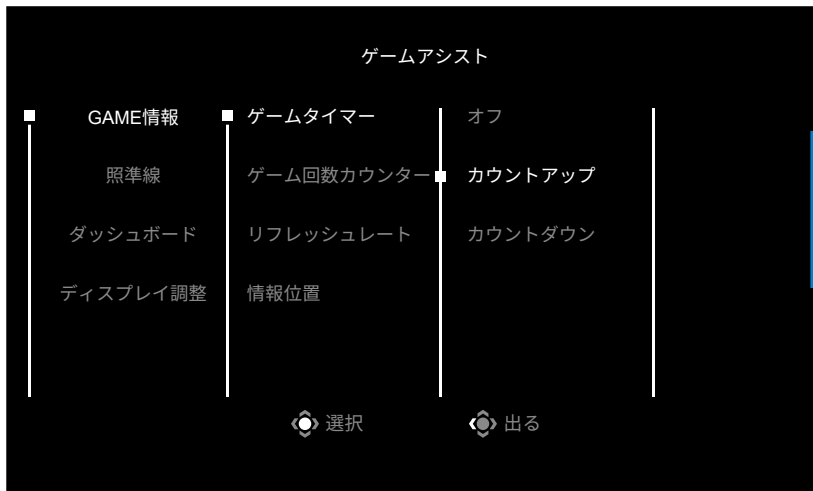 ゲームアシスト
GAME情報
照準線
ダッシュボード
ディスプレイ調整
ゲームタイマー
ゲーム回数カウンター
リフレッシュレート
情報位置
オフ
カウントアップ
カウントダウン
選択
出る